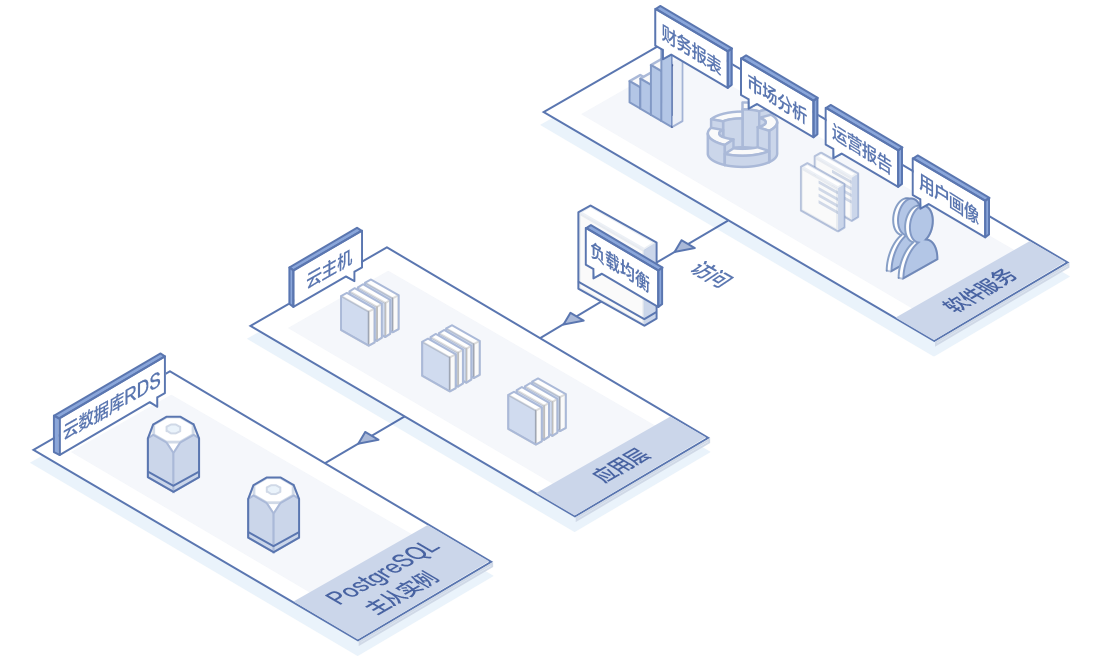 财务报表
市场分析
运营报告
用户画像
软件服务
访问
负载均衡
云主机
应用层
云数据库RDS
PostgreSQL
主从实例